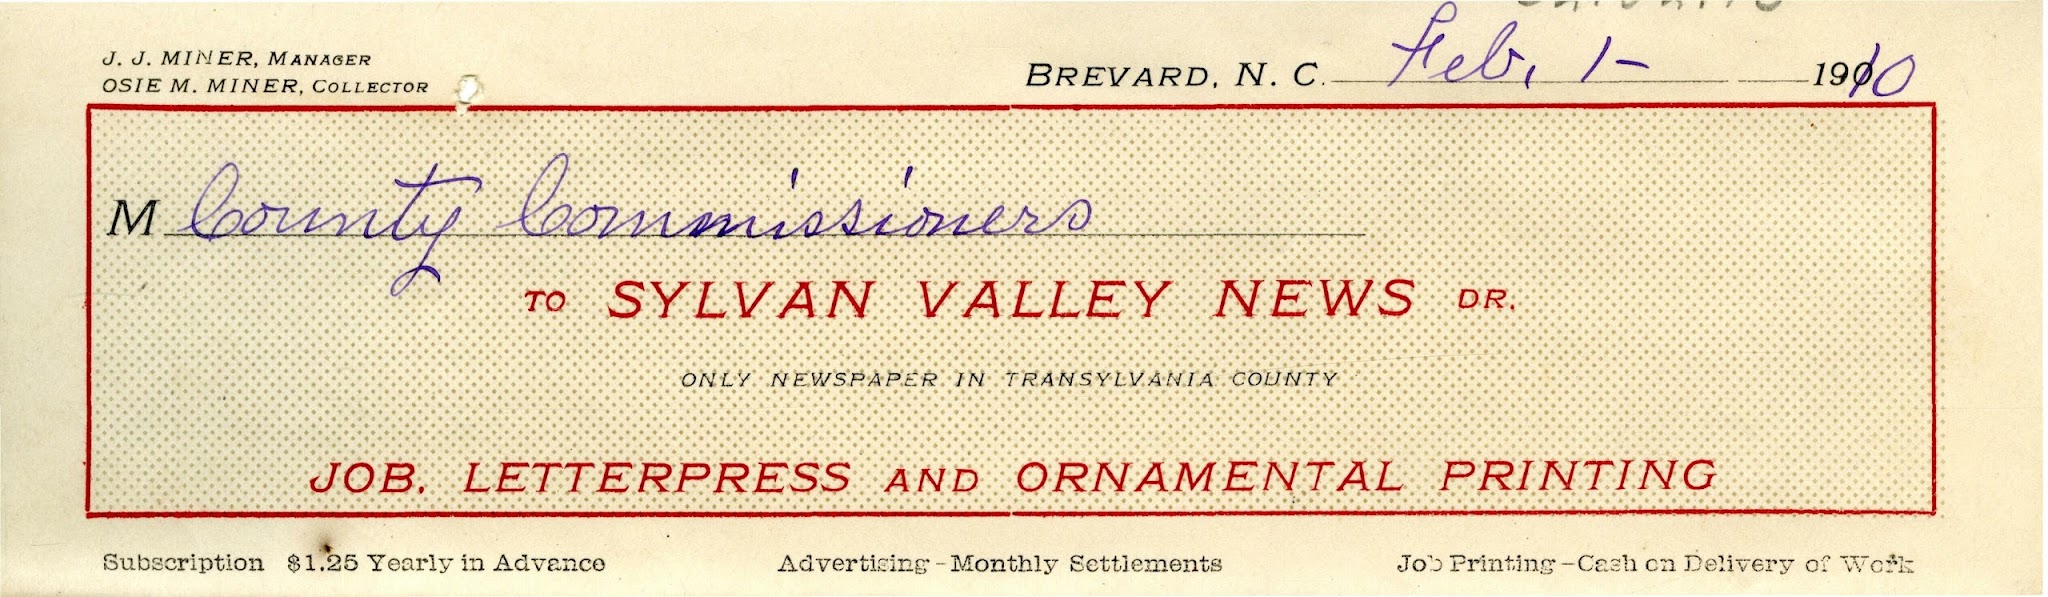 J. J. MINER, MANAGER
OSIE M. MINER, COLLECTOR
BREVARD, N. C. Feb, 1- 1910
M County Commissioners
TO SYLVAN VALLEY NEWS DR.
ONLY NEWSPAPER IN TRANSYLVANIA COUNTY
JOB, LETTERPRESS AND ORNAMENTAL PRINTING
Subscription $1.25 Yearly in Advance
Advertising - Monthly Settlements
Job Printing - Cash on Delivery of Work